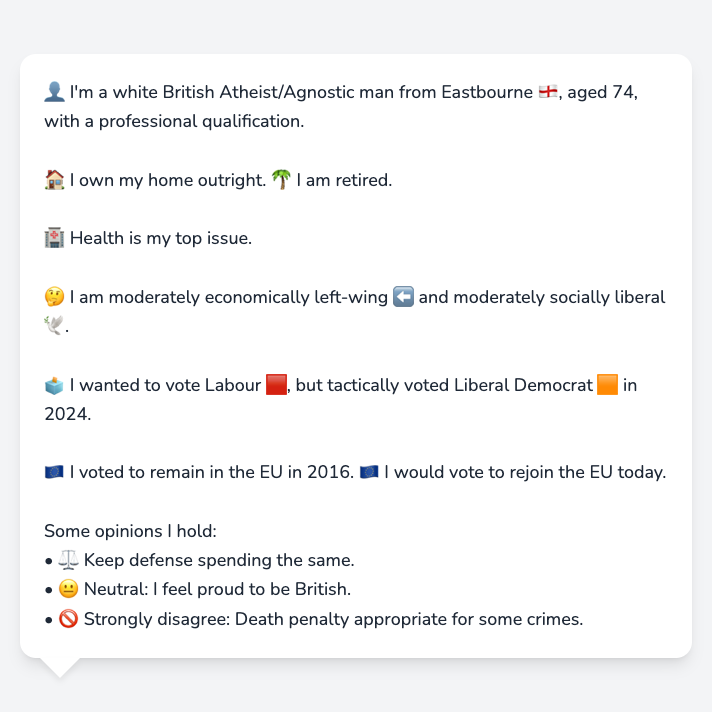 👤 I'm a white British Atheist/Agnostic man from Eastbourne 🏴󠁧󠁢󠁥󠁮󠁧󠁿, aged 74,
with a professional qualification.
🏠 I own my home outright. 🌴 I am retired.
🏥 Health is my top issue.
🤔 I am moderately economically left-wing ⬅️ and moderately socially liberal
🕊️.
🗳️ I wanted to vote Labour 🟥, but tactically voted Liberal Democrat 🟧 in
2024.
🇪🇺 I voted to remain in the EU in 2016. 🇪🇺 I would vote to rejoin the EU today.
Some opinions I hold:
• ⚖️ Keep defense spending the same.
• 😐 Neutral: I feel proud to be British.
• 🚫 Strongly disagree: Death penalty appropriate for some crimes.